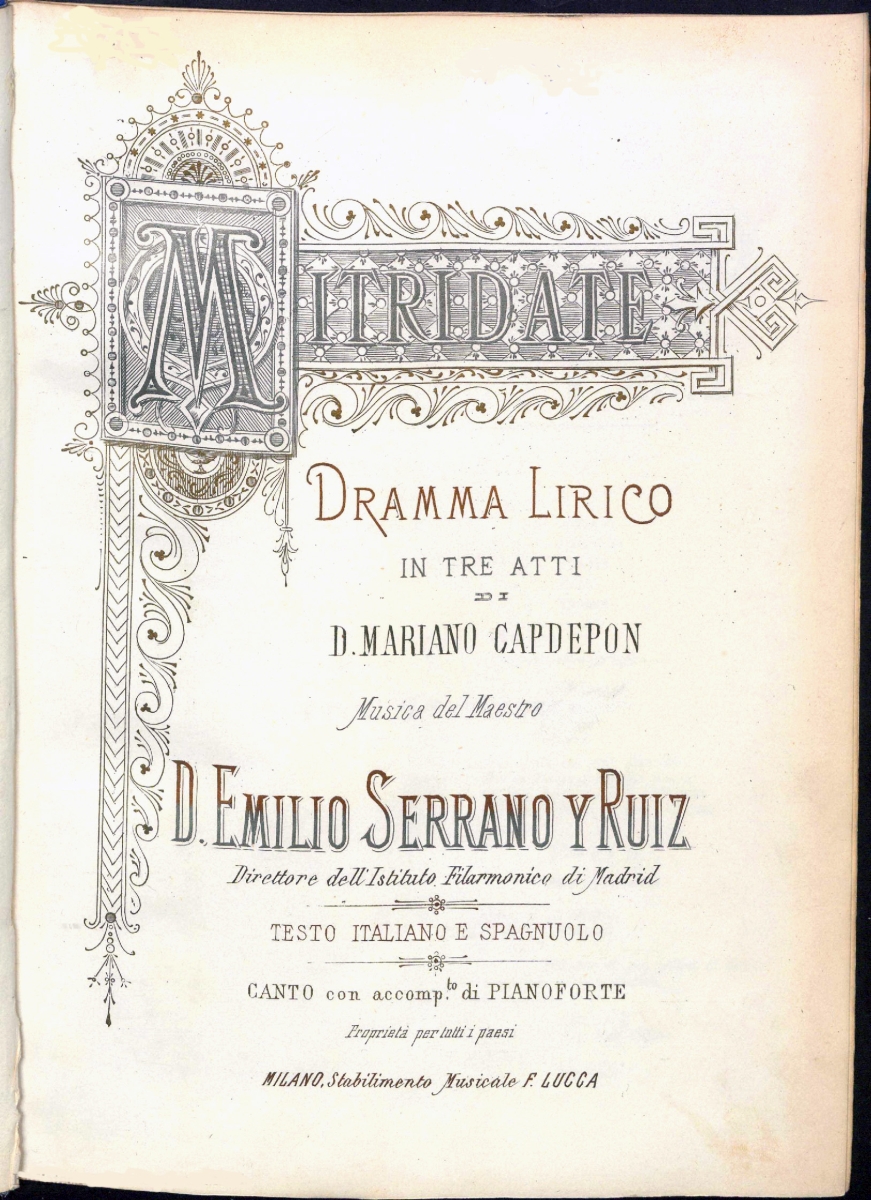 MITRIDATE
DRAMMA LIRICO
IN TRE ATTI
DI
D. MARIANO CAPDEPON
Musica del Maestro
D. EMILIO SERRANO Y RUIZ
Direttore dell'Istituto Filarmonico di Madrid
TESTO ITALIANO E SPAGNUOLO
CANTO con accomp.to di PIANOFORTE
Proprietà per tutti i paesi
MILANO, Stabilimento Musicale F. LUCCA